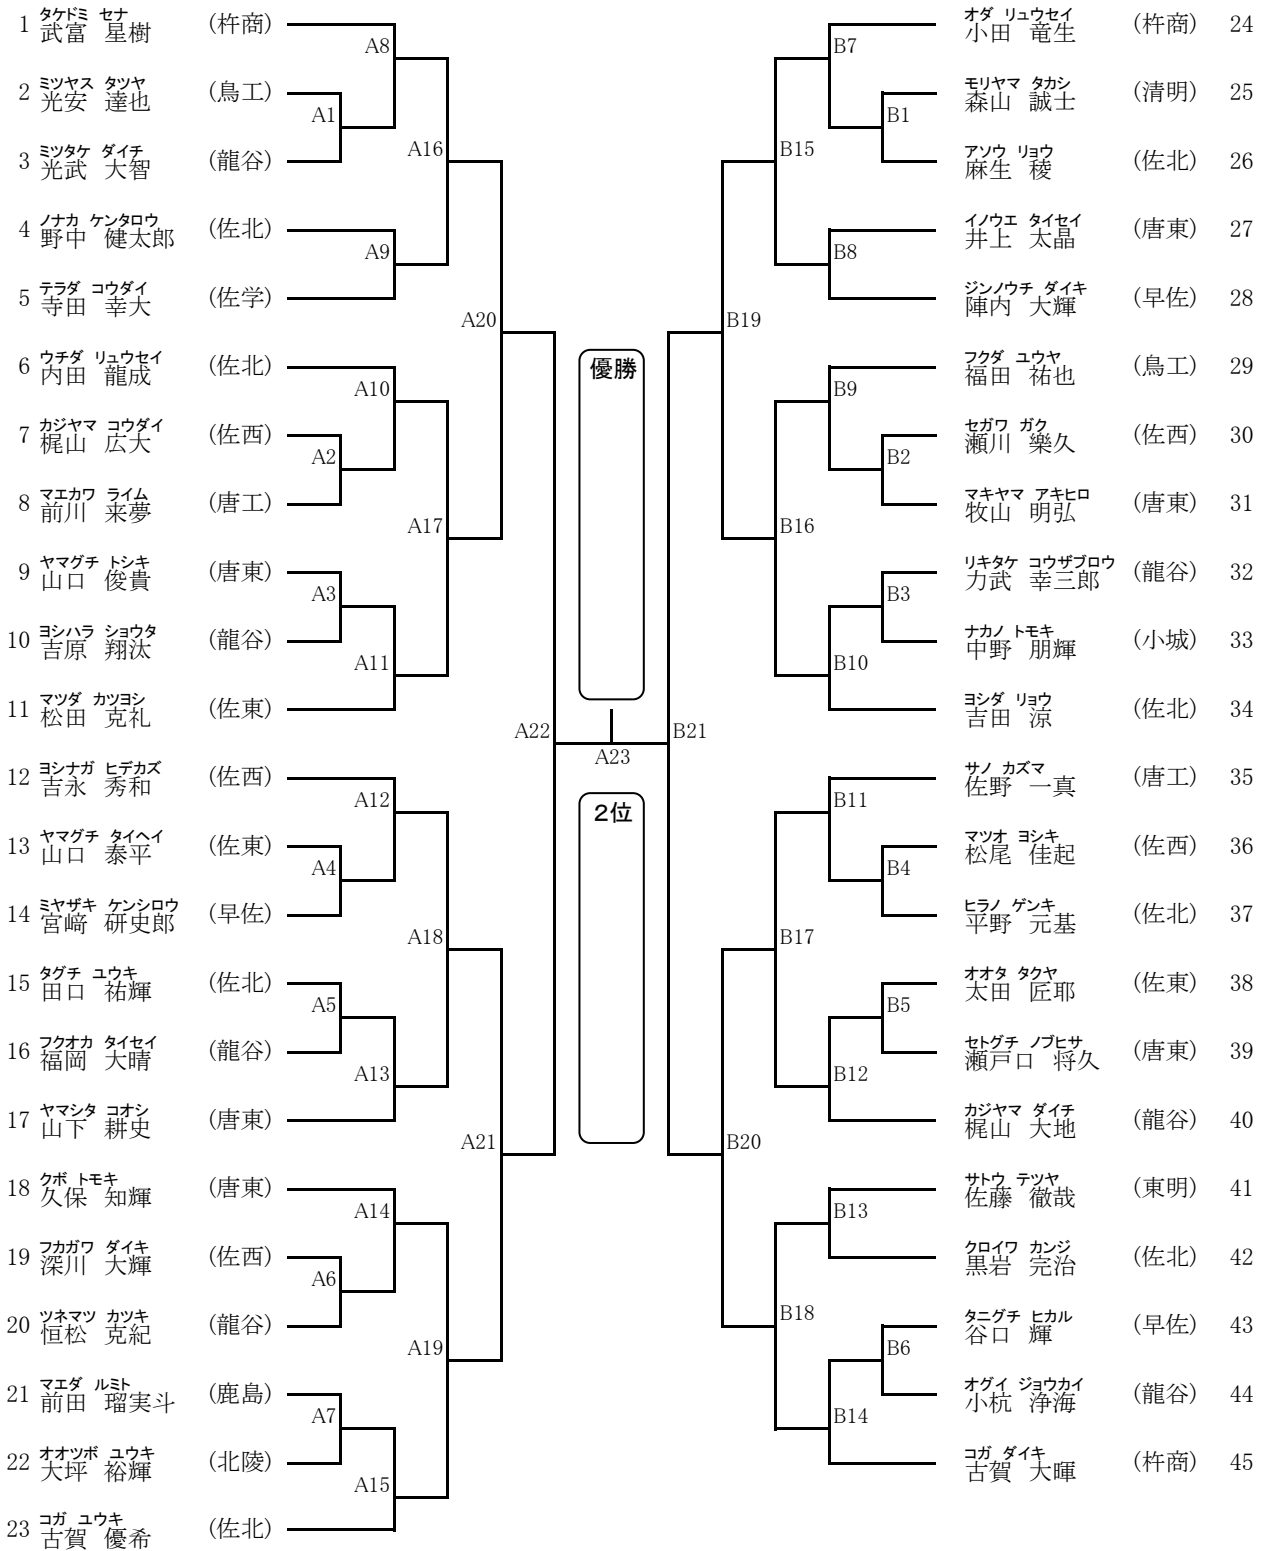 タケドミ セナ
1 武富 星樹 (杵商)
A8
ミツヤス タツヤ
2 光安 達也 (鳥工)
A1
ミツタケ ダイチ
3 光武 大智 (龍谷)
A16
ノナカ ケンタロウ
4 野中 健太郎 (佐北)
A9
テラダ コウダイ
5 寺田 幸大 (佐学)
A20
ウチダ リュウセイ
6 内田 龍成 (佐北)
A10
カジヤマ コウダイ
7 梶山 広大 (佐西)
A2
マエカワ ライム
8 前川 来夢 (唐工)
A17
ヤマグチ トシキ
9 山口 俊貴 (唐東)
A3
ヨシハラ ショウタ
10 吉原 翔汰 (龍谷)
A11
マツダ カツヨシ
11 松田 克礼 (佐東)
A22
ヨシナガ ヒデカズ
12 吉永 秀和 (佐西)
A12
ヤマグチ タイヘイ
13 山口 泰平 (佐東)
A4
ミヤザキ ケンシロウ
14 宮﨑 研史郎 (早佐)
A18
タグチ ユウキ
15 田口 祐輝 (佐北)
A5
フクオカ タイセイ
16 福岡 大晴 (龍谷)
A13
ヤマシタ コオシ
17 山下 耕史 (唐東)
A21
クボ トモキ
18 久保 知輝 (唐東)
A14
フカガワ ダイキ
19 深川 大輝 (佐西)
A6
ツネマツ カツキ
20 恒松 克紀 (龍谷)
A19
マエダ ルミト
21 前田 瑠実斗 (鹿島)
A7
オオツボ ユウキ
22 大坪 裕輝 (北陵)
A15
コガ ユウキ
23 古賀 優希 (佐北)
優勝
A23
2位
オダ リュウセイ
小田 竜生 (杵商) 24
B7
モリヤマ タカシ
森山 誠士 (清明) 25
B1
アソウ リョウ
麻生 稜 (佐北) 26
B15
イノウエ タイセイ
井上 太晶 (唐東) 27
B8
ジンノウチ ダイキ
陣内 大輝 (早佐) 28
B19
フクダ ユウヤ
福田 祐也 (鳥工) 29
B9
セガワ ガク
瀬川 樂久 (佐西) 30
B2
マキヤマ アキヒロ
牧山 明弘 (唐東) 31
B16
リキタケ コウザブロウ
力武 幸三郎 (龍谷) 32
B3
ナカノ トモキ
中野 朋輝 (小城) 33
B10
ヨシダ リョウ
吉田 涼 (佐北) 34
B21
サノ カズマ
佐野 一真 (唐工) 35
B11
マツオ ヨシキ
松尾 佳起 (佐西) 36
B4
ヒラノ ゲンキ
平野 元基 (佐北) 37
B17
オオタ タクヤ
太田 匠耶 (佐東) 38
B5
セトグチ ノブヒサ
瀬戸口 将久 (唐東) 39
B12
カジヤマ ダイチ
梶山 大地 (龍谷) 40
B20
サトウ テツヤ
佐藤 徹哉 (東明) 41
B13
クロイワ カンジ
黒岩 完治 (佐北) 42
B18
タニグチ ヒカル
谷口 輝 (早佐) 43
B6
オグイ ジョウカイ
小杭 浄海 (龍谷) 44
B14
コガ ダイキ
古賀 大暉 (杵商) 45